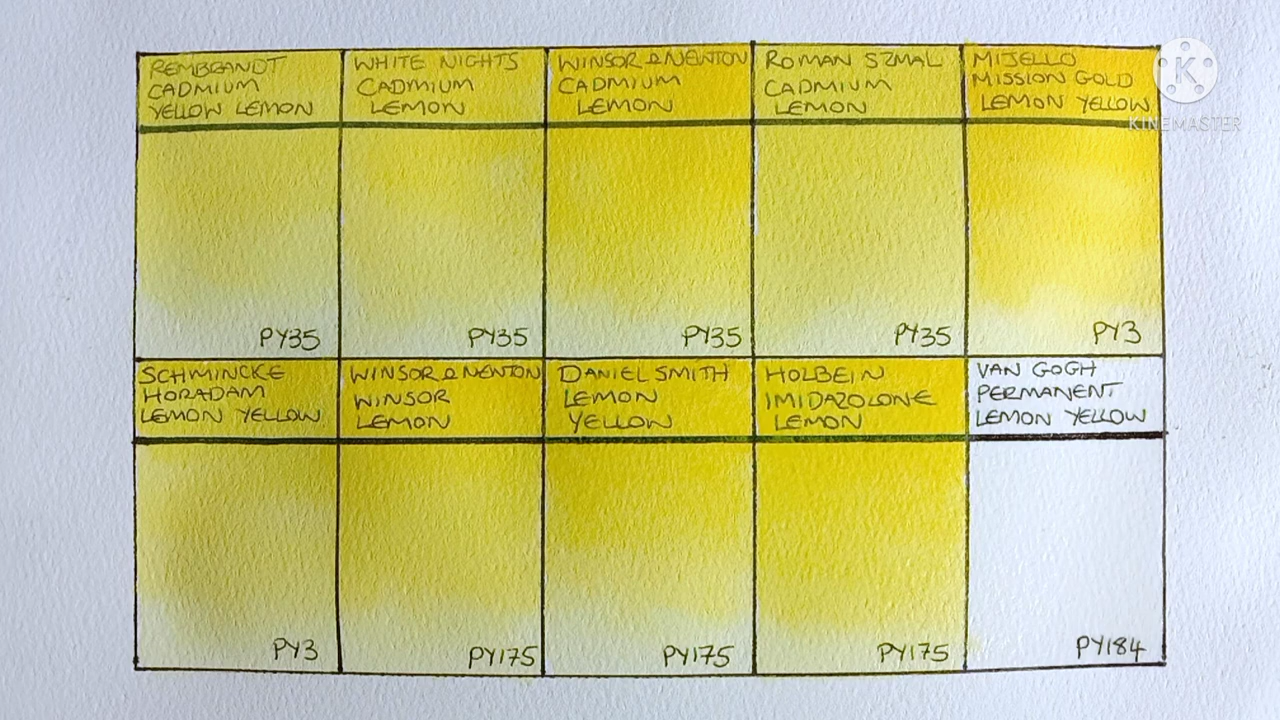 REMBRANDT
CADMIUM
YELLOW LEMON
WHITE NIGHTS
CADMIUM
LEMON
WINSOR & NEWTON
CADMIUM
LEMON
ROMAN SZMAL
CADMIUM
LEMON
MIJELLO
MISSION GOLD
LEMON YELLOW
K
KINEMASTER
PY35
PY35
PY35
PY35
PY3
SCHMINCKE
HORADAM
LEMON YELLOW
WINSOR & NEWTON
WINSOR
LEMON
DANIEL SMITH
LEMON
YELLOW
HOLBEIN
IMIDAZOLONE
LEMON
VAN GOGH
PERMANENT
LEMON YELLOW
PY3
PY175
PY175
PY175
PY184